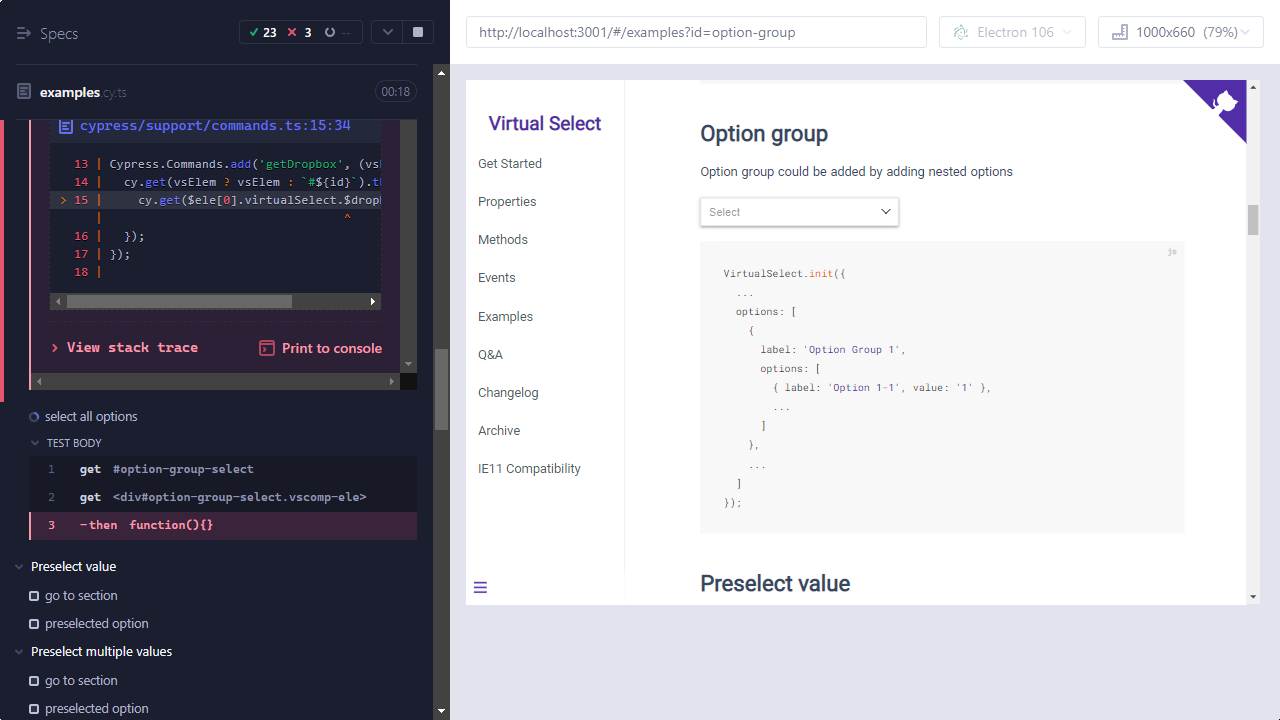 Specs
23
3
--
examples.cy.ts
00:18
cypress/support/commands.ts:15:34
13 | Cypress.Commands.add('getDropbox', (vs
14 | cy.get(vsElem ? vsElem : `#${id}`).t
> 15 | cy.get($ele[0].virtualSelect.$drop
| ^
16 | });
17 | });
18 |
> View stack trace
Print to console
select all options
TEST BODY
1 get #option-group-select
2 get <div#option-group-select.vscomp-ele>
3 -then function(){}
Preselect value
go to section
preselected option
Preselect multiple values
go to section
preselected option
http://localhost:3001/#/examples?id=option-group
Electron 106
1000x660 (79%)
Virtual Select
Get Started
Properties
Methods
Events
Examples
Q&A
Changelog
Archive
IE11 Compatibility
Option group
Option group could be added by adding nested options
Select
js
VirtualSelect.init({
...
options: [
{
label: 'Option Group 1',
options: [
{ label: 'Option 1-1', value: '1' },
...
]
},
...
]
});
Preselect value